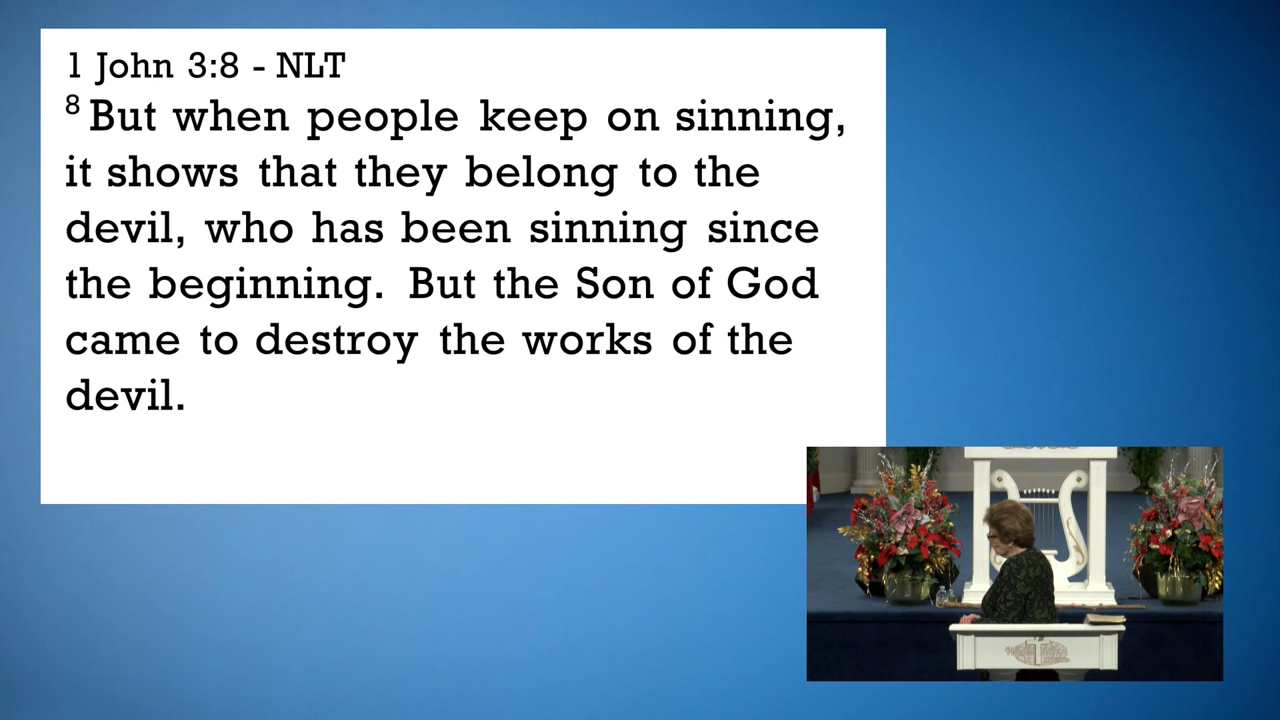 1 John 3:8 - NLT
8 But when people keep on sinning,
it shows that they belong to the
devil, who has been sinning since
the beginning. But the Son of God
came to destroy the works of the
devil.